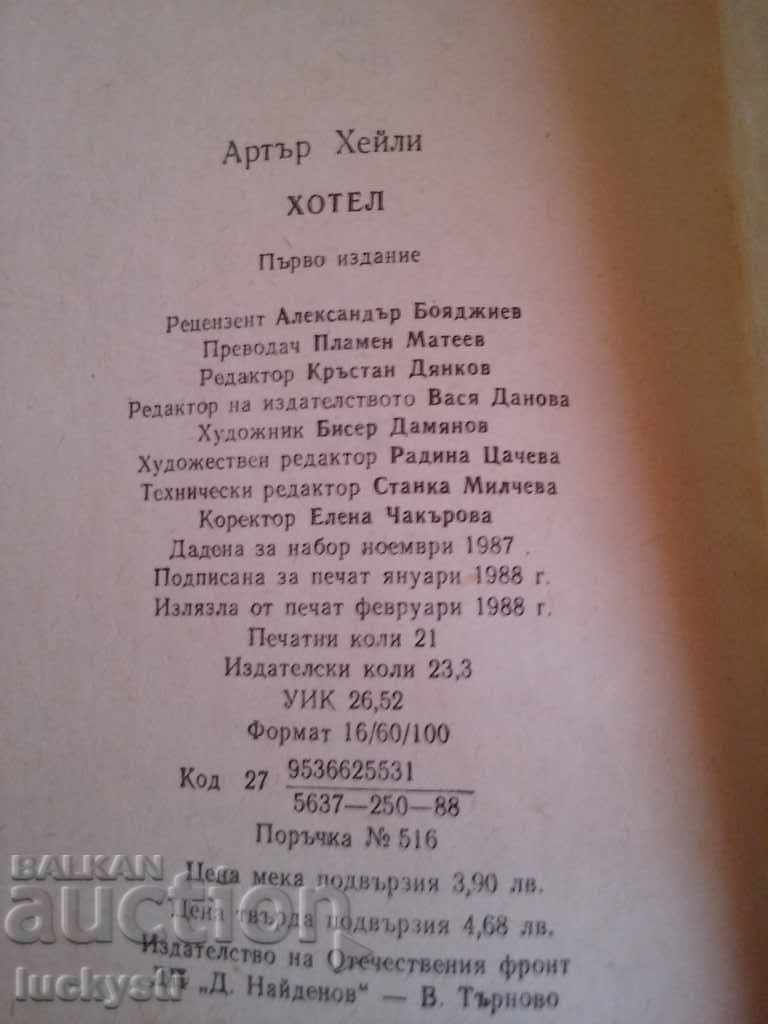 Артър Хейли
ХОТЕЛ
Първо издание
Рецензент Александър Бояджиев
Преводач Пламен Матеев
Редактор Кръстан Дянков
Редактор на издателството Вася Данова
Художник Бисер Дамянов
Художествен редактор Радина Цачева
Технически редактор Станка Милчева
Коректор Елена Чакърова
Дадена за набор ноември 1987 .
Подписана за печат януари 1988 г.
Излязла от печат февруари 1988 г.
Печатни коли 21
Издателски коли 23,3
УИК 26,52
Формат 16/60/100
Код 27 9536625531
5637—250—88
Поръчка № 516
Цена мека подвързия 3,90 лв.
Цена твърда подвързия 4,68 лв.
Издателство на Отечествения фронт
ДП „Д. Найденов“ — В. Търново
BALKAN
auction
luckysti